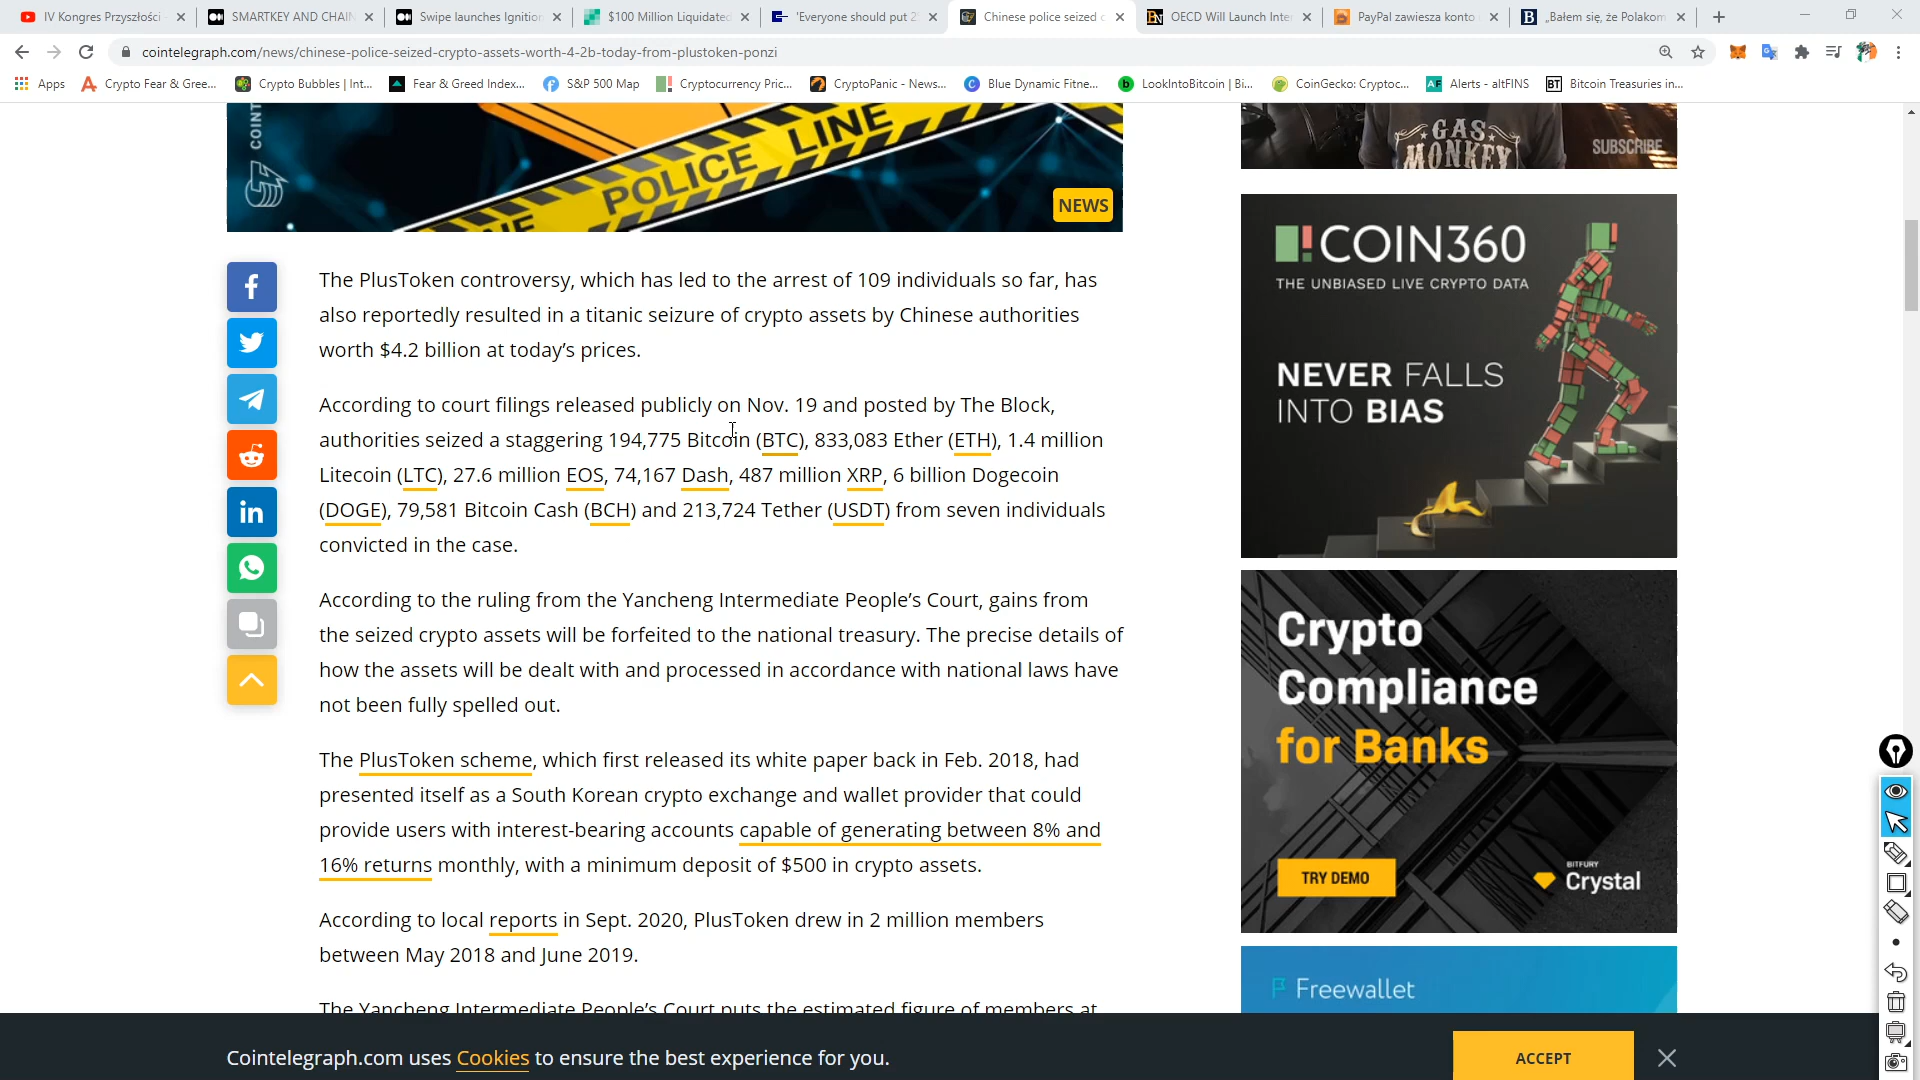 IV Kongres Przyszłości
SMARTKEY AND CHAIN
Swipe launches Ignition
$100 Million Liquidated
'Everyone should put 2
Chinese police seized c
OECD Will Launch Inte
PayPal zawiesza konto
„Bałem się, że Polakom
cointelegraph.com/news/chinese-police-seized-crypto-assets-worth-4-2b-today-from-plustoken-ponzi
Apps
Crypto Fear & Gree...
Crypto Bubbles | Int...
Fear & Greed Index...
S&P 500 Map
Cryptocurrency Pric...
CryptoPanic - News...
Blue Dynamic Fitne...
LookIntoBitcoin | Bi...
CoinGecko: Cryptoc...
Alerts - altFINS
Bitcoin Treasuries in...
COINT
POLICE LINE
NE
NEWS
The PlusToken controversy, which has led to the arrest of 109 individuals so far, has
also reportedly resulted in a titanic seizure of crypto assets by Chinese authorities
worth $4.2 billion at today's prices.
According to court filings released publicly on Nov. 19 and posted by The Block,
authorities seized a staggering 194,775 Bitcoin (BTC), 833,083 Ether (ETH), 1.4 million
Litecoin (LTC), 27.6 million EOS, 74,167 Dash, 487 million XRP, 6 billion Dogecoin
(DOGE), 79,581 Bitcoin Cash (BCH) and 213,724 Tether (USDT) from seven individuals
convicted in the case.
According to the ruling from the Yancheng Intermediate People's Court, gains from
the seized crypto assets will be forfeited to the national treasury. The precise details of
how the assets will be dealt with and processed in accordance with national laws have
not been fully spelled out.
The PlusToken scheme, which first released its white paper back in Feb. 2018, had
presented itself as a South Korean crypto exchange and wallet provider that could
provide users with interest-bearing accounts capable of generating between 8% and
16% returns monthly, with a minimum deposit of $500 in crypto assets.
According to local reports in Sept. 2020, PlusToken drew in 2 million members
between May 2018 and June 2019.
The Yancheng Intermediate People's Court puts the estimated figure of members at
GAS
MONKEY
SUBSCRIBE
COIN360
THE UNBIASED LIVE CRYPTO DATA
NEVER FALLS
INTO BIAS
Crypto
Compliance
for Banks
TRY DEMO
BITFURY
Crystal
Freewallet
Cointelegraph.com uses Cookies to ensure the best experience for you.
ACCEPT